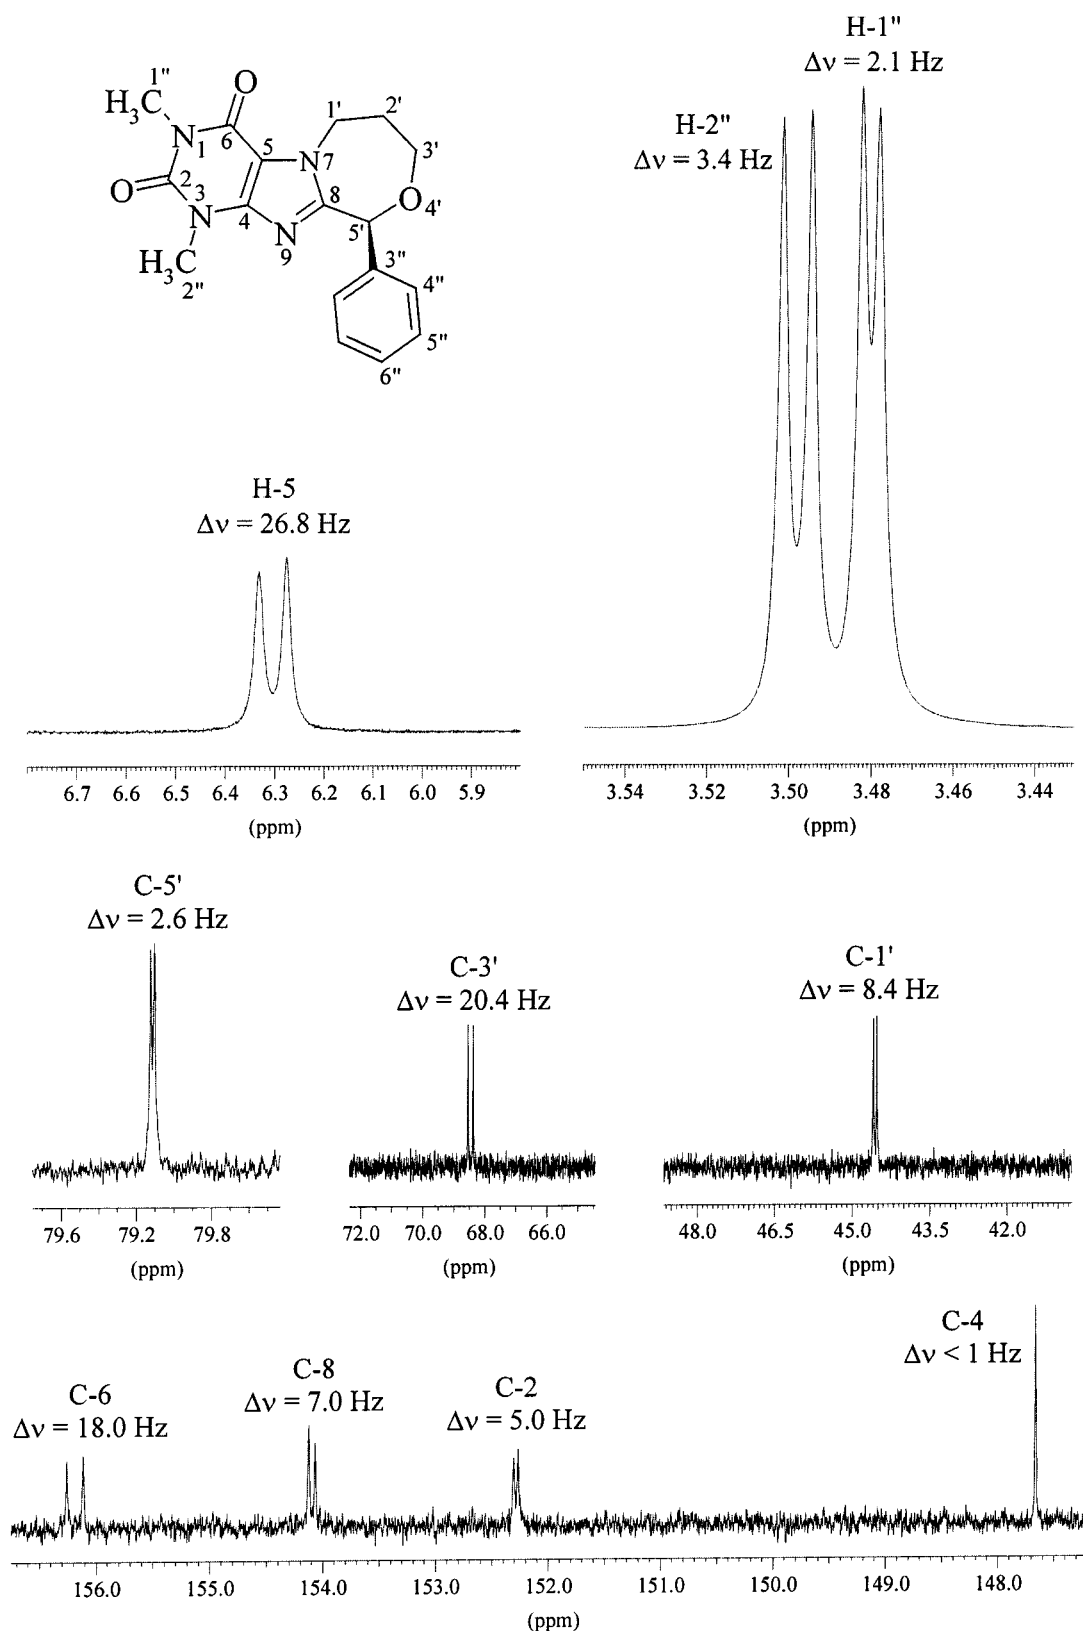 H-1"
Δν = 2.1 Hz
H-2"
Δν = 3.4 Hz
1"
H3C
O
O
N
1
2
3
N
4
5
6
N
7
8
N
9
1'
2'
3'
O
4'
5'
H3C
2"
3"
4"
5"
6"
H-5
Δν = 26.8 Hz
6.7 6.6 6.5 6.4 6.3 6.2 6.1 6.0 5.9
(ppm)
3.54 3.52 3.50 3.48 3.46 3.44
(ppm)
C-5'
Δν = 2.6 Hz
79.6 79.2 79.8
(ppm)
C-3'
Δν = 20.4 Hz
72.0 70.0 68.0 66.0
(ppm)
C-1'
Δν = 8.4 Hz
48.0 46.5 45.0 43.5 42.0
(ppm)
C-6
Δν = 18.0 Hz
C-8
Δν = 7.0 Hz
C-2
Δν = 5.0 Hz
C-4
Δν < 1 Hz
156.0 155.0 154.0 153.0 152.0 151.0 150.0 149.0 148.0
(ppm)